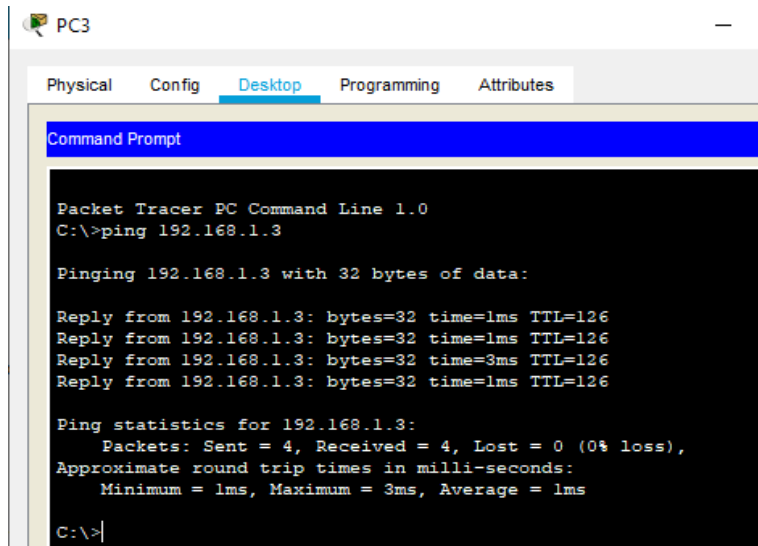 PC3
Physical Config Desktop Programming Attributes
Command Prompt
Packet Tracer PC Command Line 1.0
C:\>ping 192.168.1.3
Pinging 192.168.1.3 with 32 bytes of data:
Reply from 192.168.1.3: bytes=32 time=1ms TTL=126
Reply from 192.168.1.3: bytes=32 time=1ms TTL=126
Reply from 192.168.1.3: bytes=32 time=3ms TTL=126
Reply from 192.168.1.3: bytes=32 time=1ms TTL=126
Ping statistics for 192.168.1.3:
Packets: Sent = 4, Received = 4, Lost = 0 (0% loss),
Approximate round trip times in milli-seconds:
Minimum = 1ms, Maximum = 3ms, Average = 1ms
C:\>